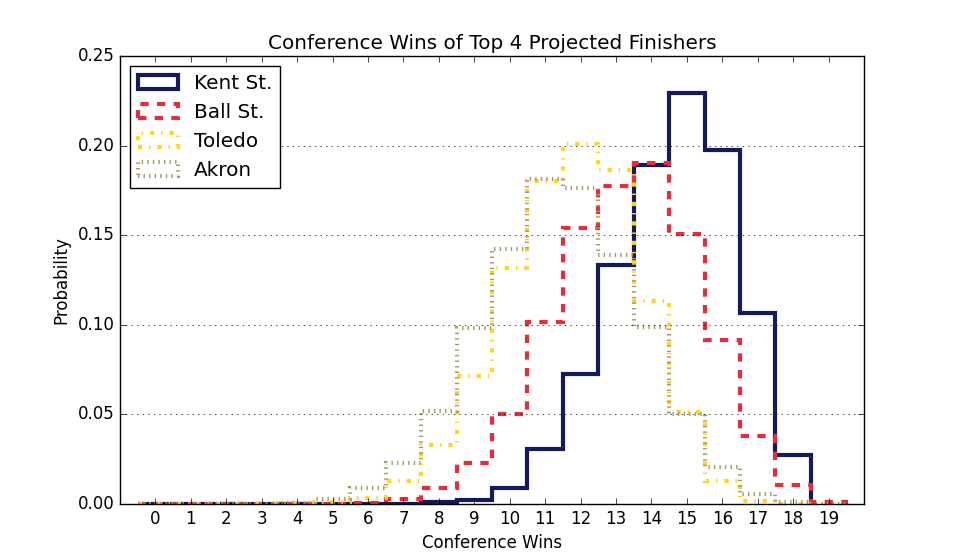 Conference Wins of Top 4 Projected Finishers
Kent St.
Ball St.
Toledo
Akron
0.25
0.20
0.15
0.10
0.05
0.00
Probability
0 1 2 3 4 5 6 7 8 9 10 11 12 13 14 15 16 17 18 19
Conference Wins